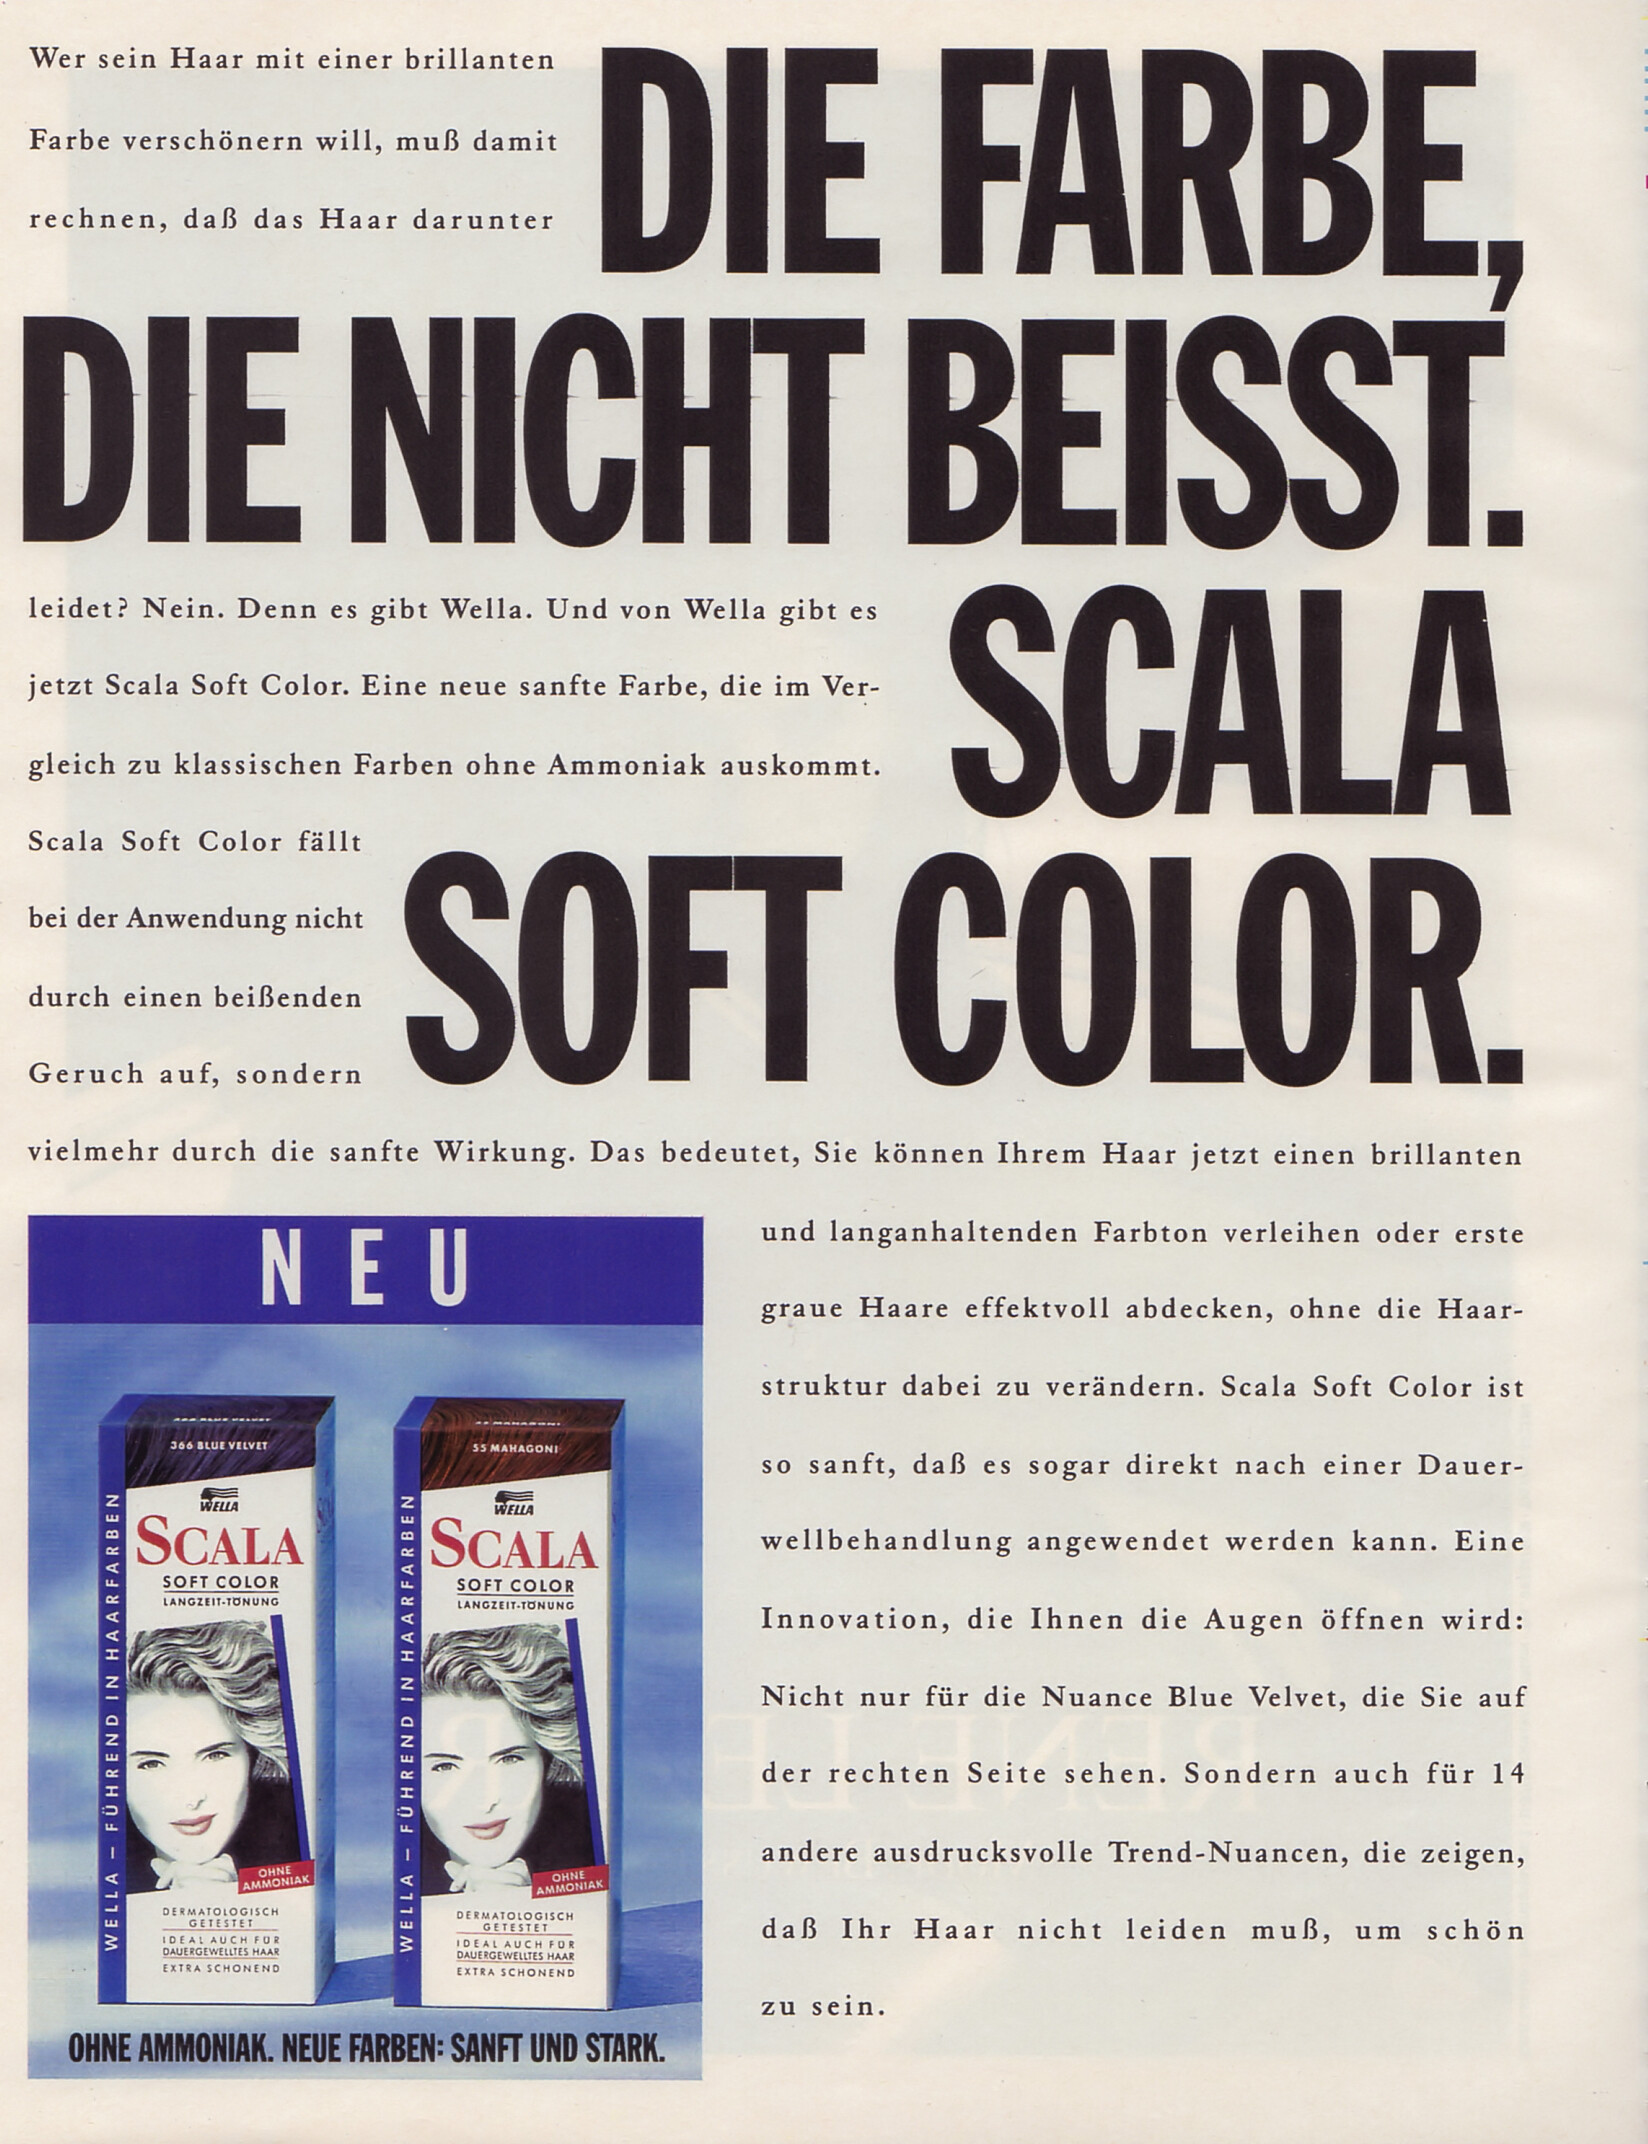 Wer sein Haar mit einer brillanten
Farbe verschönern will, muß damit
rechnen, daß das Haar darunter
DIE FARBE,
DIE NICHT BEISST.
leidet? Nein. Denn es gibt Wella. Und von Wella gibt es
jetzt Scala Soft Color. Eine neue sanfte Farbe, die im Ver-
gleich zu klassischen Farben ohne Ammoniak auskommt.
SCALA
Scala Soft Color fällt
bei der Anwendung nicht
durch einen beißenden
Geruch auf, sondern
SOFT COLOR.
vielmehr durch die sanfte Wirkung. Das bedeutet, Sie können Ihrem Haar jetzt einen brillanten
und langanhaltenden Farbton verleihen oder erste
graue Haare effektvoll abdecken, ohne die Haar-
struktur dabei zu verändern. Scala Soft Color ist
so sanft, daß es sogar direkt nach einer Dauer-
wellbehandlung angewendet werden kann. Eine
Innovation, die Ihnen die Augen öffnen wird:
Nicht nur für die Nuance Blue Velvet, die Sie auf
der rechten Seite sehen. Sondern auch für 14
andere ausdrucksvolle Trend-Nuancen, die zeigen,
daß Ihr Haar nicht leiden muß, um schön
zu sein.
NEU
366 BLUE VELVET
366 BLUE VELVET
WELLA
SCALA
SOFT COLOR
LANGZEIT-TÖNUNG
WELLA – FÜHREND IN HAARFARBEN
OHNE
AMMONIAK
DERMATOLOGISCH
GETESTET
IDEAL AUCH FÜR
DAUERGEWELLTES HAAR
EXTRA SCHONEND
55 MAHAGONI
55 MAHAGONI
WELLA
SCALA
SOFT COLOR
LANGZEIT-TÖNUNG
WELLA – FÜHREND IN HAARFARBEN
OHNE
AMMONIAK
DERMATOLOGISCH
GETESTET
IDEAL AUCH FÜR
DAUERGEWELLTES HAAR
EXTRA SCHONEND
OHNE AMMONIAK. NEUE FARBEN: SANFT UND STARK.